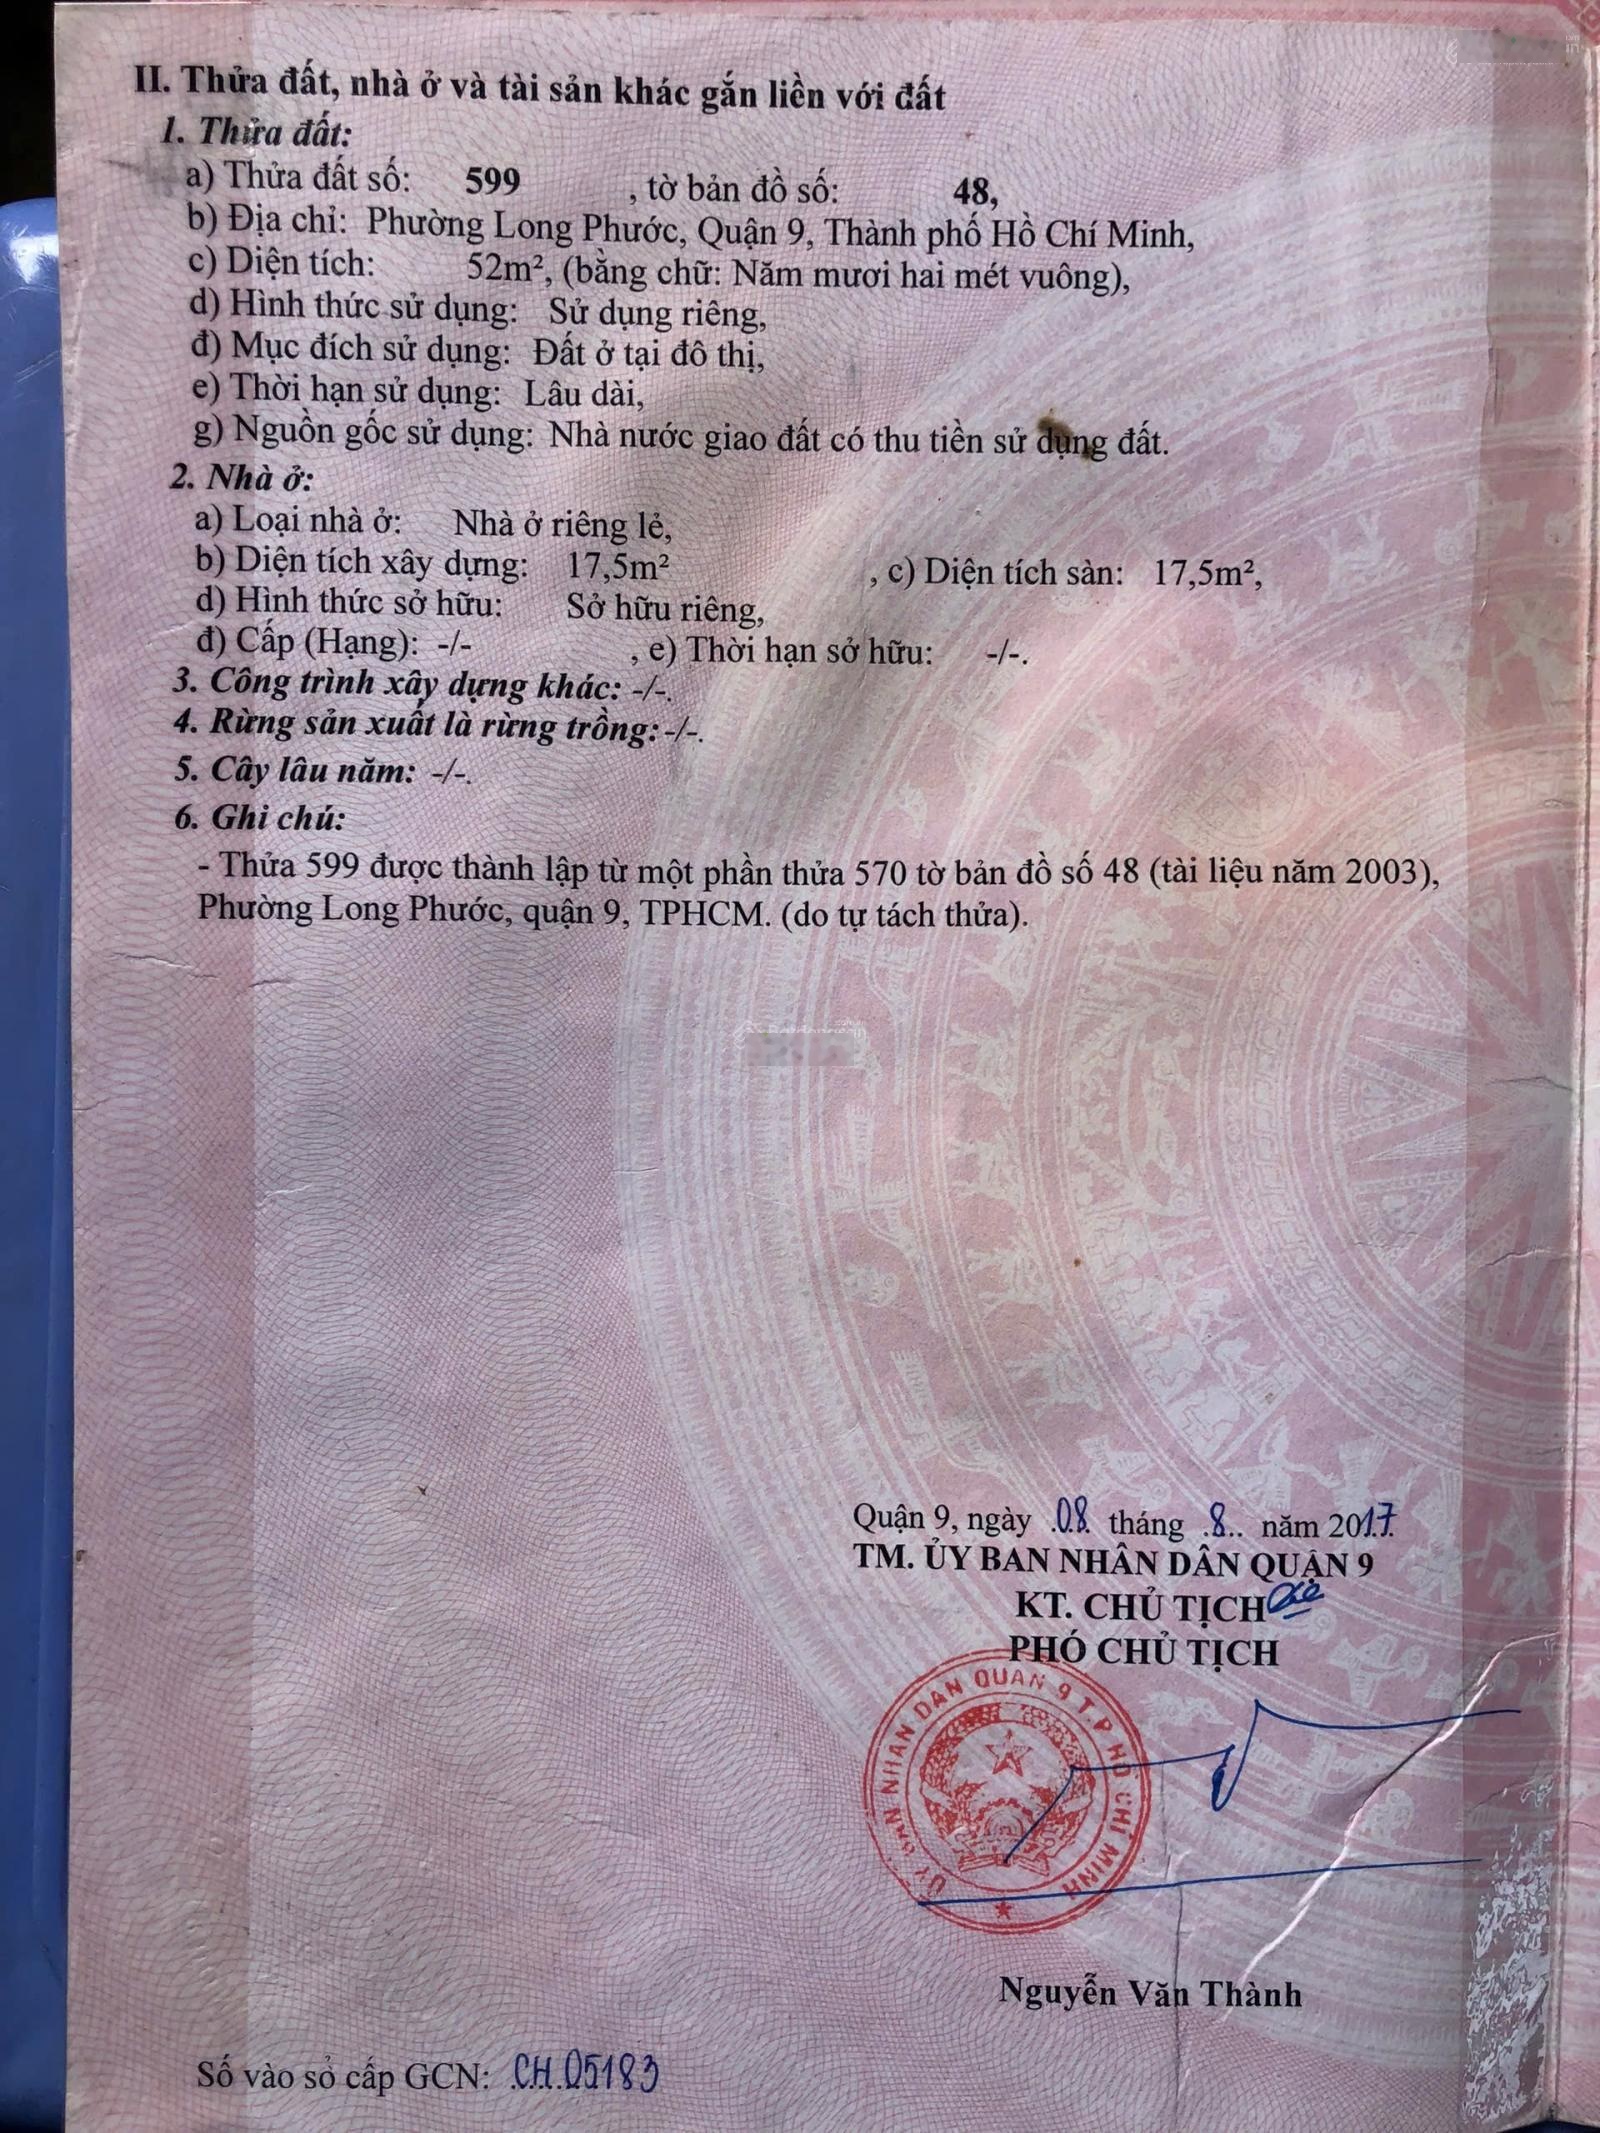 II. Thửa đất, nhà ở và tài sản khác gắn liền với đất
1. Thửa đất:
a) Thửa đất số: 599 , tờ bản đồ số: 48,
b) Địa chỉ: Phường Long Phước, Quận 9, Thành phố Hồ Chí Minh,
c) Diện tích: 52m², (bằng chữ: Năm mươi hai mét vuông),
d) Hình thức sử dụng: Sử dụng riêng,
đ) Mục đích sử dụng: Đất ở tại đô thị,
e) Thời hạn sử dụng: Lâu dài,
g) Nguồn gốc sử dụng: Nhà nước giao đất có thu tiền sử dụng đất.
2. Nhà ở:
a) Loại nhà ở: Nhà ở riêng lẻ,
b) Diện tích xây dựng: 17,5m² , c) Diện tích sàn: 17,5m²,
d) Hình thức sở hữu: Sở hữu riêng,
đ) Cấp (Hạng): -/- , e) Thời hạn sở hữu: -/-.
3. Công trình xây dựng khác: -/-.
4. Rừng sản xuất là rừng trồng: -/-.
5. Cây lâu năm: -/-.
6. Ghi chú:
- Thửa 599 được thành lập từ một phần thửa 570 tờ bản đồ số 48 (tài liệu năm 2003),
Phường Long Phước, quận 9, TPHCM. (do tự tách thửa).
Quận 9, ngày .08. tháng .8.. năm 2017.
TM. ỦY BAN NHÂN DÂN QUẬN 9
KT. CHỦ TỊCH
PHÓ CHỦ TỊCH
ỦY BAN NHÂN DÂN QUẬN 9 T.P HỒ CHÍ MINH
Nguyễn Văn Thành
Số vào sổ cấp GCN: CH.05183